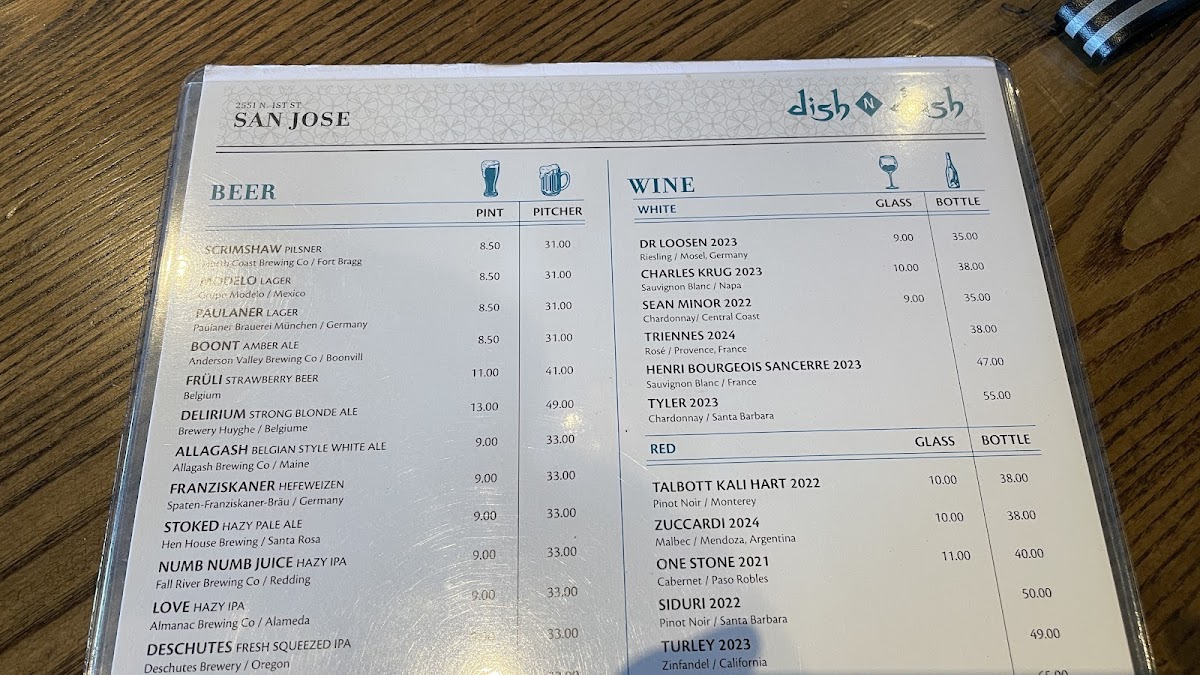 2551 N. 1ST ST
SAN JOSE
dish N
BEER
PINT PITCHER
SCRIMSHAW PILSNER 8.50 31.00
North Coast Brewing Co / Fort Bragg
MODELO LAGER 8.50 31.00
Grupo Modelo / Mexico
PAULANER LAGER 8.50 31.00
Paulaner Brauerei München / Germany
BOONT AMBER ALE 8.50 31.00
Anderson Valley Brewing Co / Boonvill
FRÜLI STRAWBERRY BEER 11.00 41.00
Belgium
DELIRIUM STRONG BLONDE ALE 13.00 49.00
Brewery Huyghe / Belgiume
ALLAGASH BELGIAN STYLE WHITE ALE 9.00 33.00
Allagash Brewing Co / Maine
FRANZISKANER HEFEWEIZEN 9.00 33.00
Spaten-Franziskaner-Bräu / Germany
STOKED HAZY PALE ALE 9.00 33.00
Hen House Brewing / Santa Rosa
NUMB NUMB JUICE HAZY IPA 9.00 33.00
Fall River Brewing Co / Redding
LOVE HAZY IPA 9.00 33.00
Almanac Brewing Co / Alameda
DESCHUTES FRESH SQUEEZED IPA 9.00 33.00
Deschutes Brewery / Oregon
WINE
WHITE GLASS BOTTLE
DR LOOSEN 2023 9.00 35.00
Riesling / Mosel, Germany
CHARLES KRUG 2023 10.00 38.00
Sauvignon Blanc / Napa
SEAN MINOR 2022 9.00 35.00
Chardonnay/ Central Coast
TRIENNES 2024 38.00
Rosé / Provence, France
HENRI BOURGEOIS SANCERRE 2023 47.00
Sauvignon Blanc / France
TYLER 2023 55.00
Chardonnay / Santa Barbara
RED GLASS BOTTLE
TALBOTT KALI HART 2022 10.00 38.00
Pinot Noir / Monterey
ZUCCARDI 2024 10.00 38.00
Malbec / Mendoza, Argentina
ONE STONE 2021 11.00 40.00
Cabernet / Paso Robles
SIDURI 2022 50.00
Pinot Noir / Santa Barbara
TURLEY 2023 49.00
Zinfandel / California